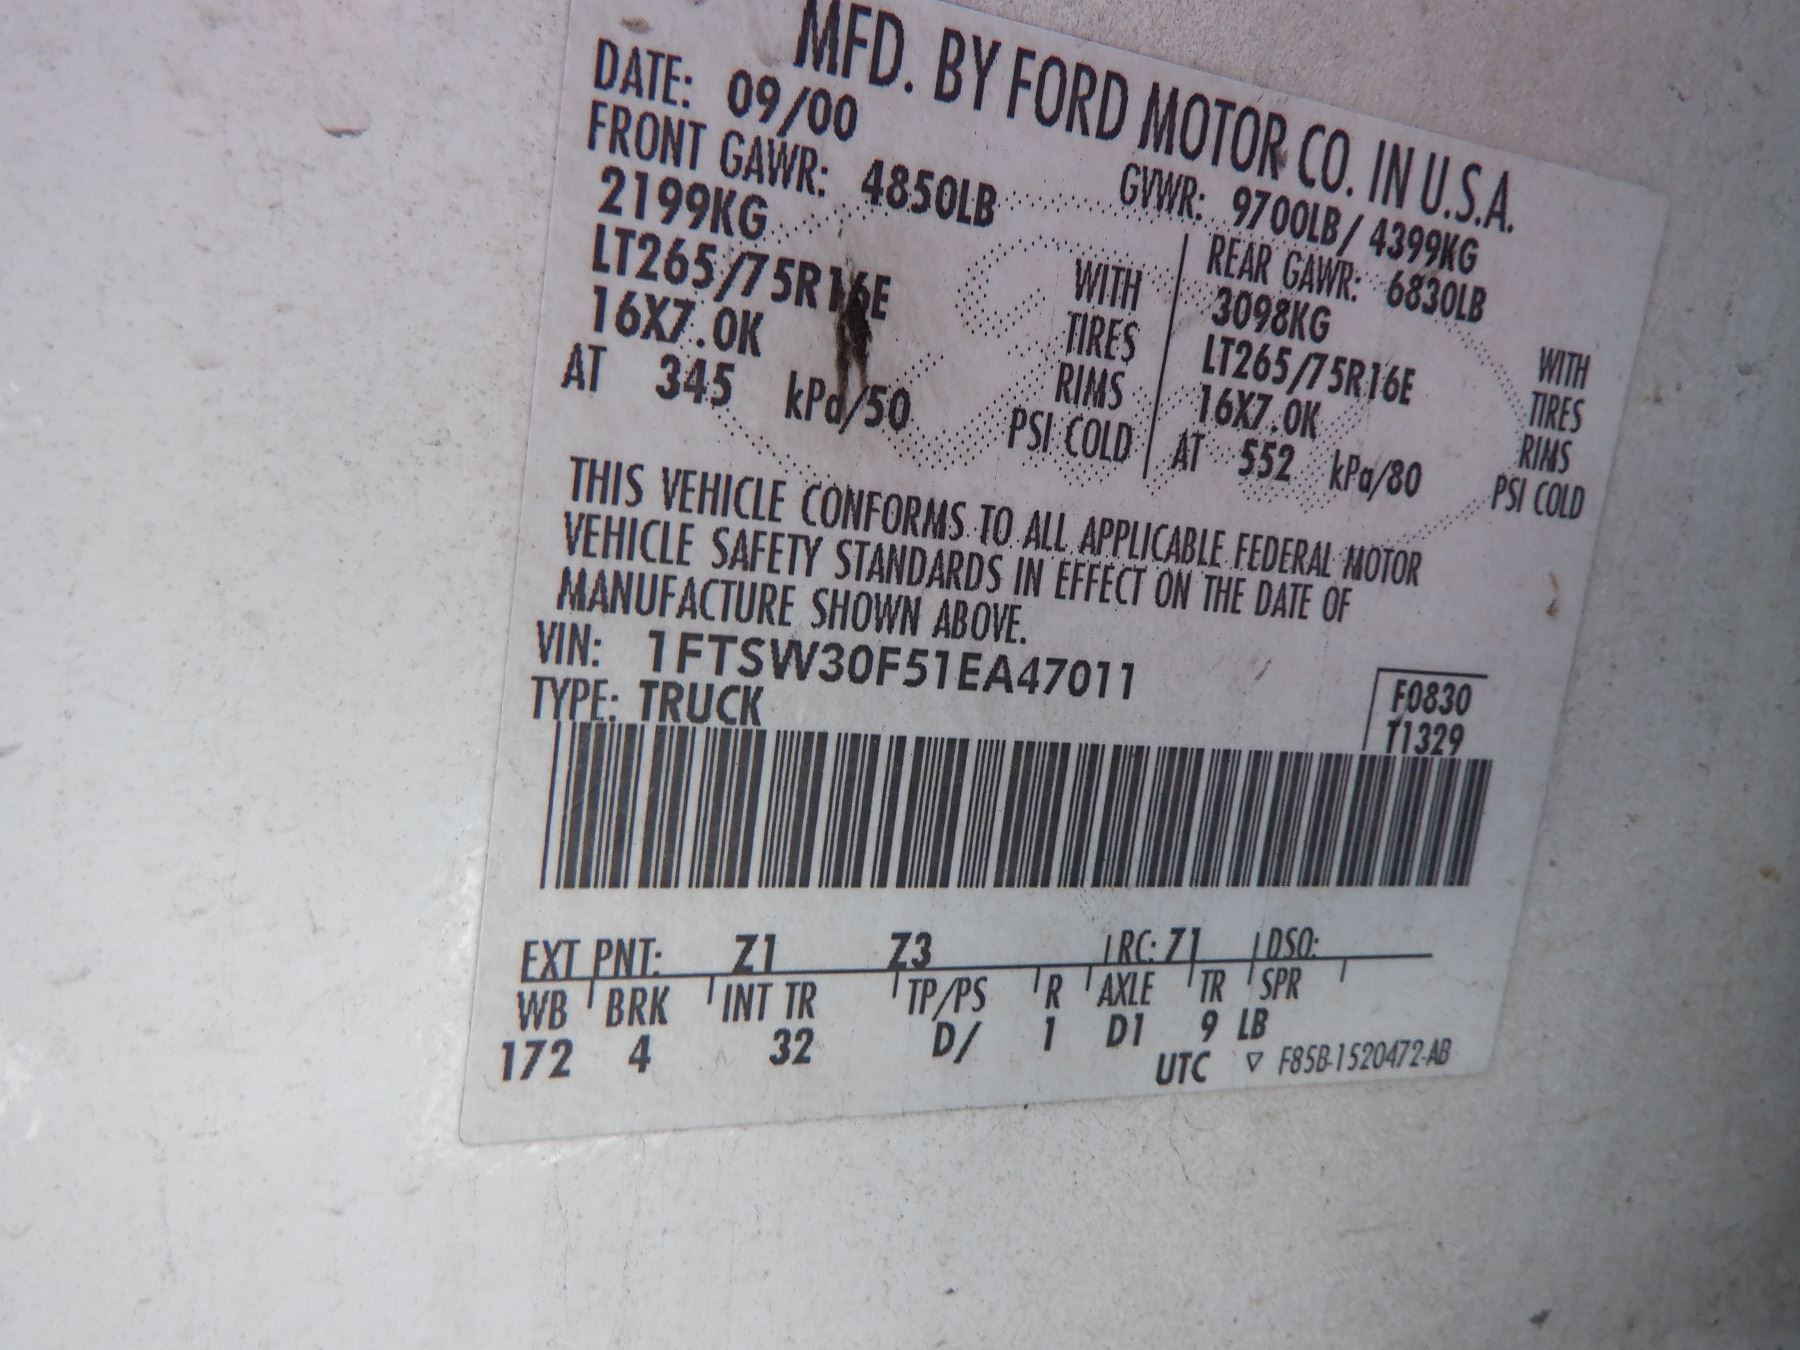 MFD. BY FORD MOTOR CO. IN U.S.A.
DATE: 09/00 GVWR: 9700LB/ 4399KG
FRONT GAWR: 4850LB REAR GAWR: 6830LB
2199KG WITH 3098KG WITH
LT265/75R16E TIRES LT265/75R16E TIRES
16X7.0K RIMS 16X7.0K RIMS
AT 345 kPa/50 PSI COLD AT 552 kPa/80 PSI COLD
THIS VEHICLE CONFORMS TO ALL APPLICABLE FEDERAL MOTOR
VEHICLE SAFETY STANDARDS IN EFFECT ON THE DATE OF
MANUFACTURE SHOWN ABOVE.
VIN: 1FTSW30F51EA47011
TYPE: TRUCK
F0830
T1329
EXT PNT: Z1 Z3 RC: Z1 DSO:
WB BRK INT TR TP/PS R AXLE TR SPR
172 4 32 D/ 1 D1 9 LB
UTC ▽ F85B-1520472-AB